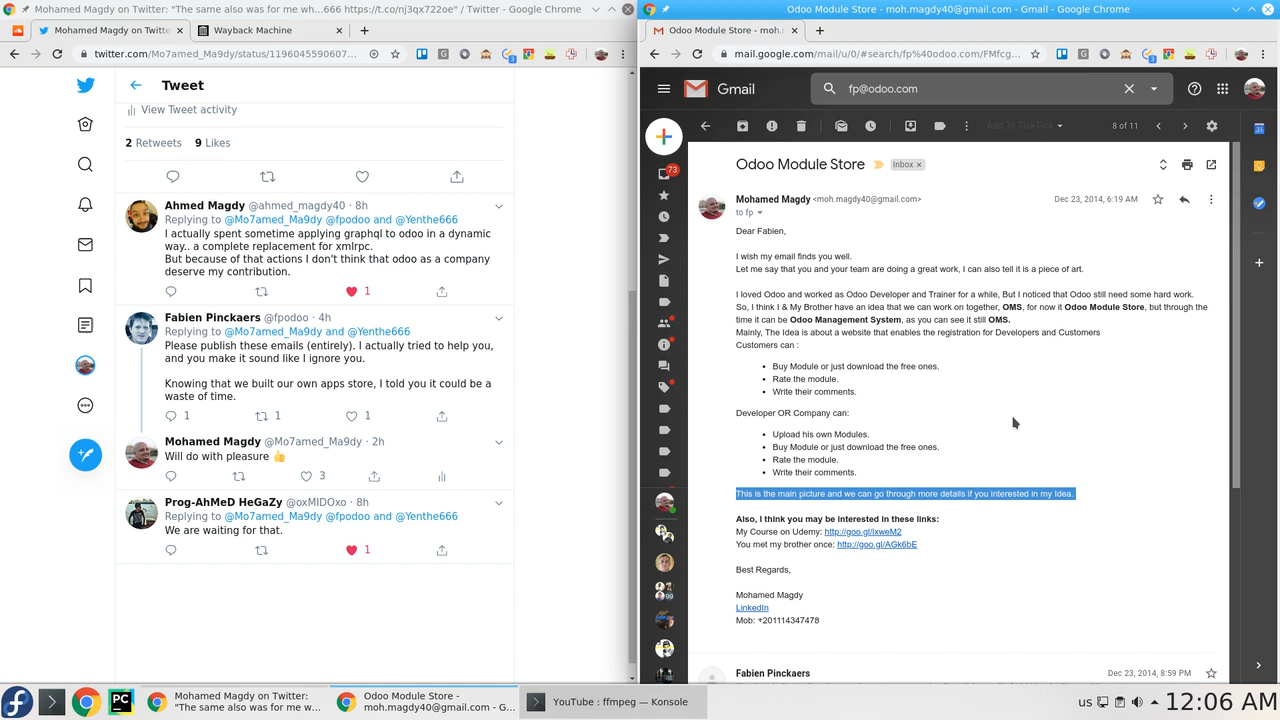 Mohamed Magdy on Twitter: "The same also was for me wh...666 https://t.co/nj3qx722oe" / Twitter - Google Chrome
Mohamed Magdy on Twitte
Wayback Machine
twitter.com/Mo7amed_Ma9dy/status/1196045590607...
Tweet
View Tweet activity
2 Retweets 9 Likes
Ahmed Magdy @ahmed_magdy40 · 8h
Replying to @Mo7amed_Ma9dy @fpodoo and @Yenthe666
I actually spent sometime applying graphql to odoo in a dynamic
way.. a complete replacement for xmlrpc.
But because of that actions I don't think that odoo as a company
deserve my contribution.
1
Fabien Pinckaers @fpodoo · 4h
Replying to @Mo7amed_Ma9dy and @Yenthe666
Please publish these emails (entirely). I actually tried to help you,
and you make it sound like I ignore you.
Knowing that we built our own apps store, I told you it could be a
waste of time.
1 1 1
Mohamed Magdy @Mo7amed_Ma9dy · 2h
Will do with pleasure 👍
3
Prog-AhMeD HeGaZy @oxMIDOxo · 8h
Replying to @Mo7amed_Ma9dy @fpodoo and @Yenthe666
We are waiting for that.
1
Odoo Module Store - moh.magdy40@gmail.com - Gmail - Google Chrome
Odoo Module Store - moh.
mail.google.com/mail/u/0/#search/fp%40odoo.com/FMfcg...
Gmail
fp@odoo.com
Add To TickTick
8 of 11
73
Odoo Module Store
Inbox ×
Mohamed Magdy <moh.magdy40@gmail.com>
Dec 23, 2014, 6:19 AM
to fp
Dear Fabien,
I wish my email finds you well.
Let me say that you and your team are doing a great work, I can also tell it is a piece of art.
I loved Odoo and worked as Odoo Developer and Trainer for a while, But I noticed that Odoo still need some hard work.
So, I think I & My Brother have an idea that we can work on together, OMS, for now it Odoo Module Store, but through the
time it can be Odoo Management System, as you can see it still OMS.
Mainly, The Idea is about a website that enables the registration for Developers and Customers
Customers can :
• Buy Module or just download the free ones.
• Rate the module.
• Write their comments.
Developer OR Company can:
• Upload his own Modules.
• Buy Module or just download the free ones.
• Rate the module.
• Write their comments.
This is the main picture and we can go through more details if you interested in my Idea.
Also, I think you may be interested in these links:
My Course on Udemy: http://goo.gl/ixweM2
You met my brother once: http://goo.gl/AGk6bE
Best Regards,
Mohamed Magdy
LinkedIn
Mob: +201114347478
99
Fabien Pinckaers
Dec 23, 2014, 8:59 PM
PC
Mohamed Magdy on Twitter:
"The same also was for me w...
Odoo Module Store -
moh.magdy40@gmail.com - G...
YouTube : ffmpeg — Konsole
us
12:06 AM